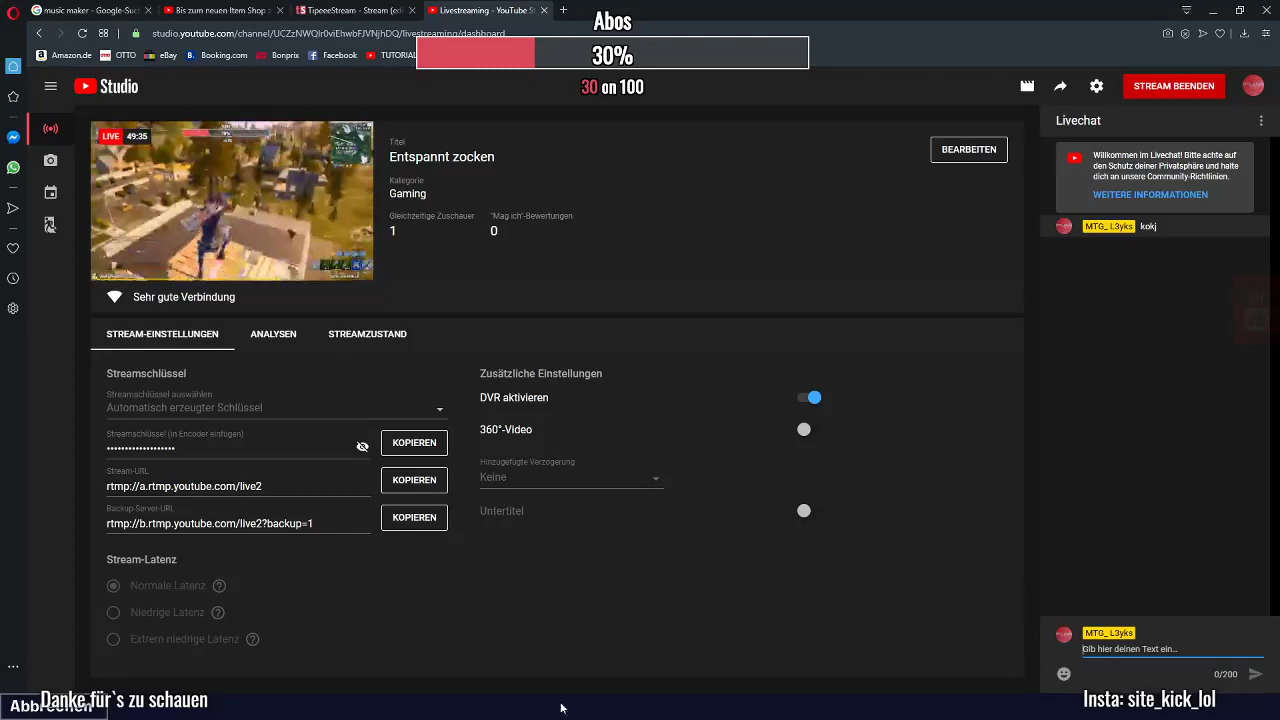 music maker - Google-Suc
Bis zum neuen Item Shop s
TipeeeStream - Stream (edi
Livestreaming - YouTube St
studio.youtube.com/channel/UCZzNWQlr0viEhwbFJVNjhDQ/livestreaming/dashboard
Amazon.de
OTTO
eBay
Booking.com
Bonprix
Facebook
TUTORIAL
Abos
30%
30 on 100
Studio
STREAM BEENDEN
LIVE 49:35
Titel
Entspannt zocken
BEARBEITEN
Kategorie
Gaming
Gleichzeitige Zuschauer
"Mag ich"-Bewertungen
1
0
Sehr gute Verbindung
STREAM-EINSTELLUNGEN
ANALYSEN
STREAMZUSTAND
Streamschlüssel
Streamschlüssel auswählen
Automatisch erzeugter Schlüssel
Streamschlüssel (in Encoder einfügen)
••••••••••••••••••
KOPIEREN
Stream-URL
rtmp://a.rtmp.youtube.com/live2
KOPIEREN
Backup-Server-URL
rtmp://b.rtmp.youtube.com/live2?backup=1
KOPIEREN
Stream-Latenz
Normale Latenz
Niedrige Latenz
Extrem niedrige Latenz
Zusätzliche Einstellungen
DVR aktivieren
360°-Video
Hinzugefügte Verzögerung
Keine
Untertitel
Livechat
Willkommen im Livechat! Bitte achte auf
den Schutz deiner Privatsphäre und halte
dich an unsere Community-Richtlinien.
WEITERE INFORMATIONEN
MTG_ L3yks kokj
MTG_ L3yks
Gib hier deinen Text ein...
0/200
Danke für`s zu schauen
Insta: site_kick_lol